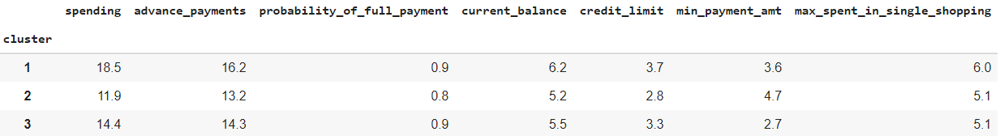 spending advance_payments probability_of_full_payment current_balance credit_limit min_payment_amt max_spent_in_single_shopping
cluster
1 18.5 16.2 0.9 6.2 3.7 3.6 6.0
2 11.9 13.2 0.8 5.2 2.8 4.7 5.1
3 14.4 14.3 0.9 5.5 3.3 2.7 5.1